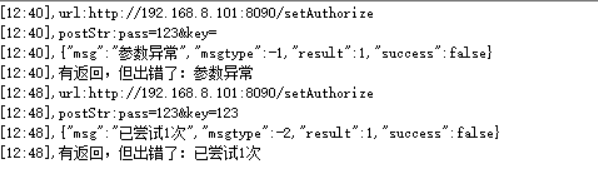 [12:40],url:http://192.168.8.101:8090/setAuthorize
[12:40],postStr:pass=123&key=
[12:40],{"msg":"参数异常","msgtype":-1,"result":1,"success":false}
[12:40],有返回，但出错了：参数异常
[12:48],url:http://192.168.8.101:8090/setAuthorize
[12:48],postStr:pass=123&key=123
[12:48],{"msg":"已尝试1次","msgtype":-2,"result":1,"success":false}
[12:48],有返回，但出错了：已尝试1次